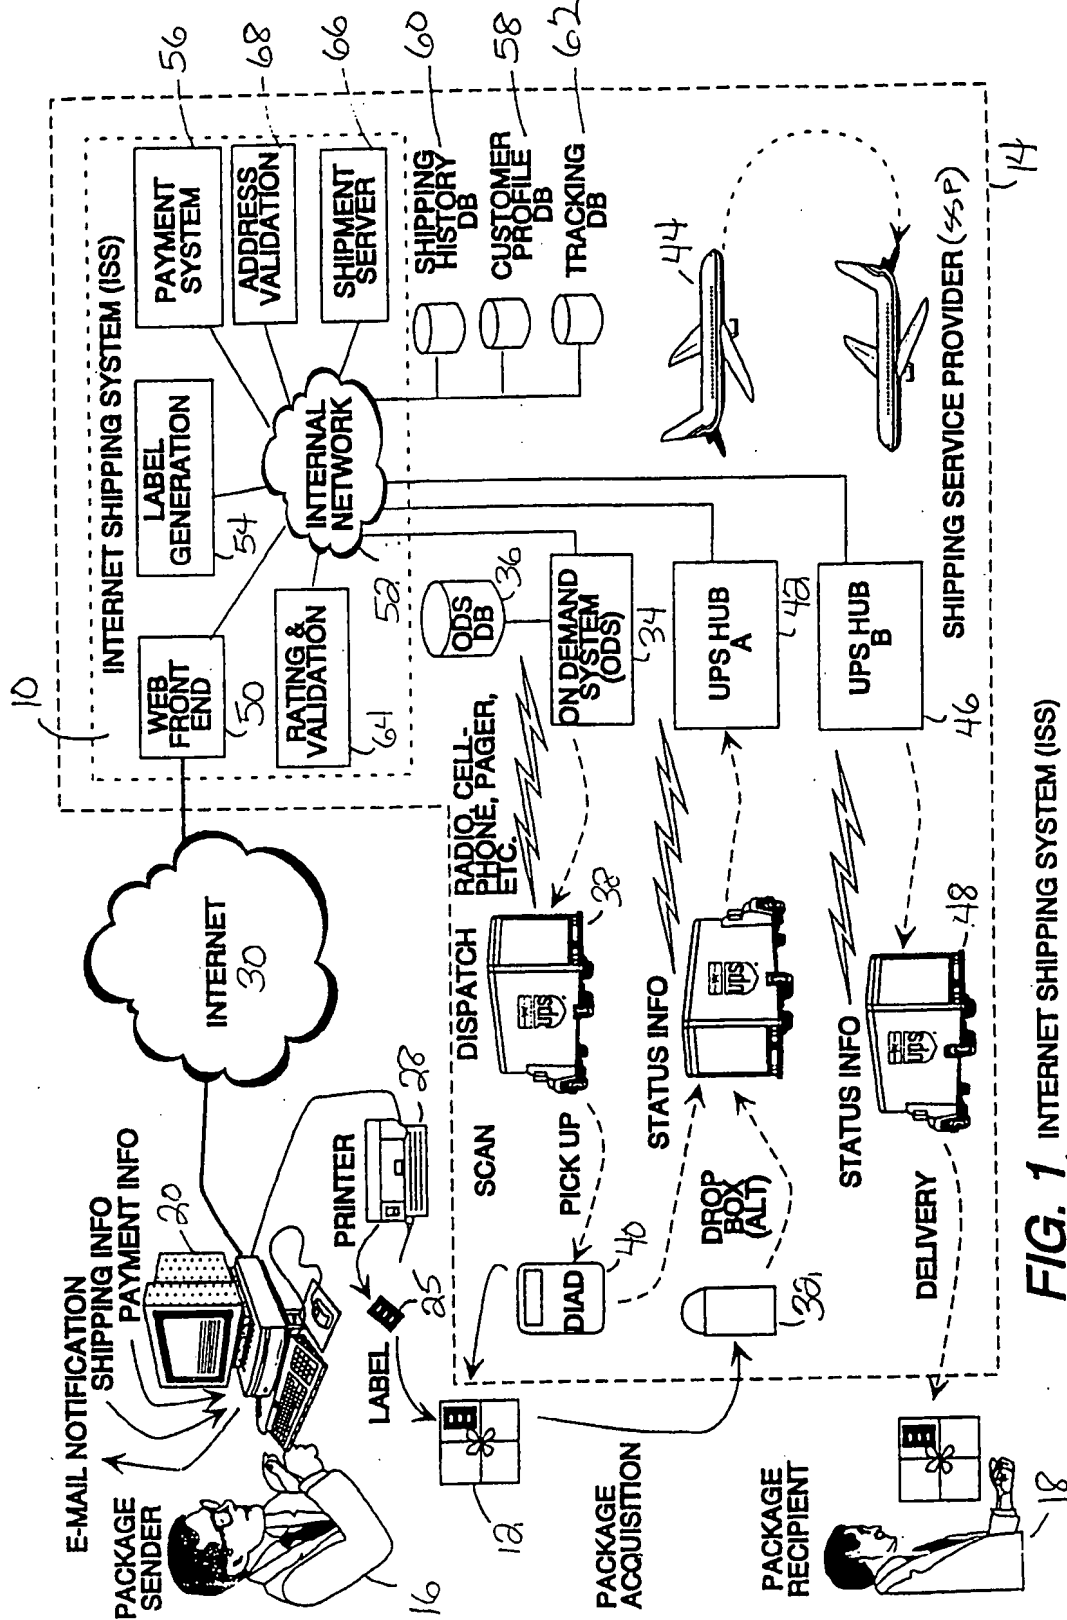 10
INTERNET SHIPPING SYSTEM (ISS)
WEB
FRONT
END
50
LABEL
GENERATION
54
PAYMENT
SYSTEM
56
ADDRESS
VALIDATION
68
SHIPMENT
SERVER
66
RATING &
VALIDATION
64
INTERNAL
NETWORK
52
SHIPPING
HISTORY
DB
60
CUSTOMER
PROFILE
DB
58
TRACKING
DB
62
INTERNET
30
E-MAIL NOTIFICATION
SHIPPING INFO
PAYMENT INFO
20
PACKAGE
SENDER
16
PRINTER
28
LABEL
25
12
SCAN
DISPATCH
RADIO, CELL-
PHONE, PAGER,
ETC.
ODS
DB
36
ON DEMAND
SYSTEM
(ODS)
34
ups
38
PICK UP
DIAD
40
STATUS INFO
ups
UPS HUB
A
42
44
PACKAGE
ACQUISITION
DROP
BOX
(ALT)
32
STATUS INFO
ups
48
UPS HUB
B
46
DELIVERY
PACKAGE
RECIPIENT
18
SHIPPING SERVICE PROVIDER (SSP)
14
FIG. 1 INTERNET SHIPPING SYSTEM (ISS)